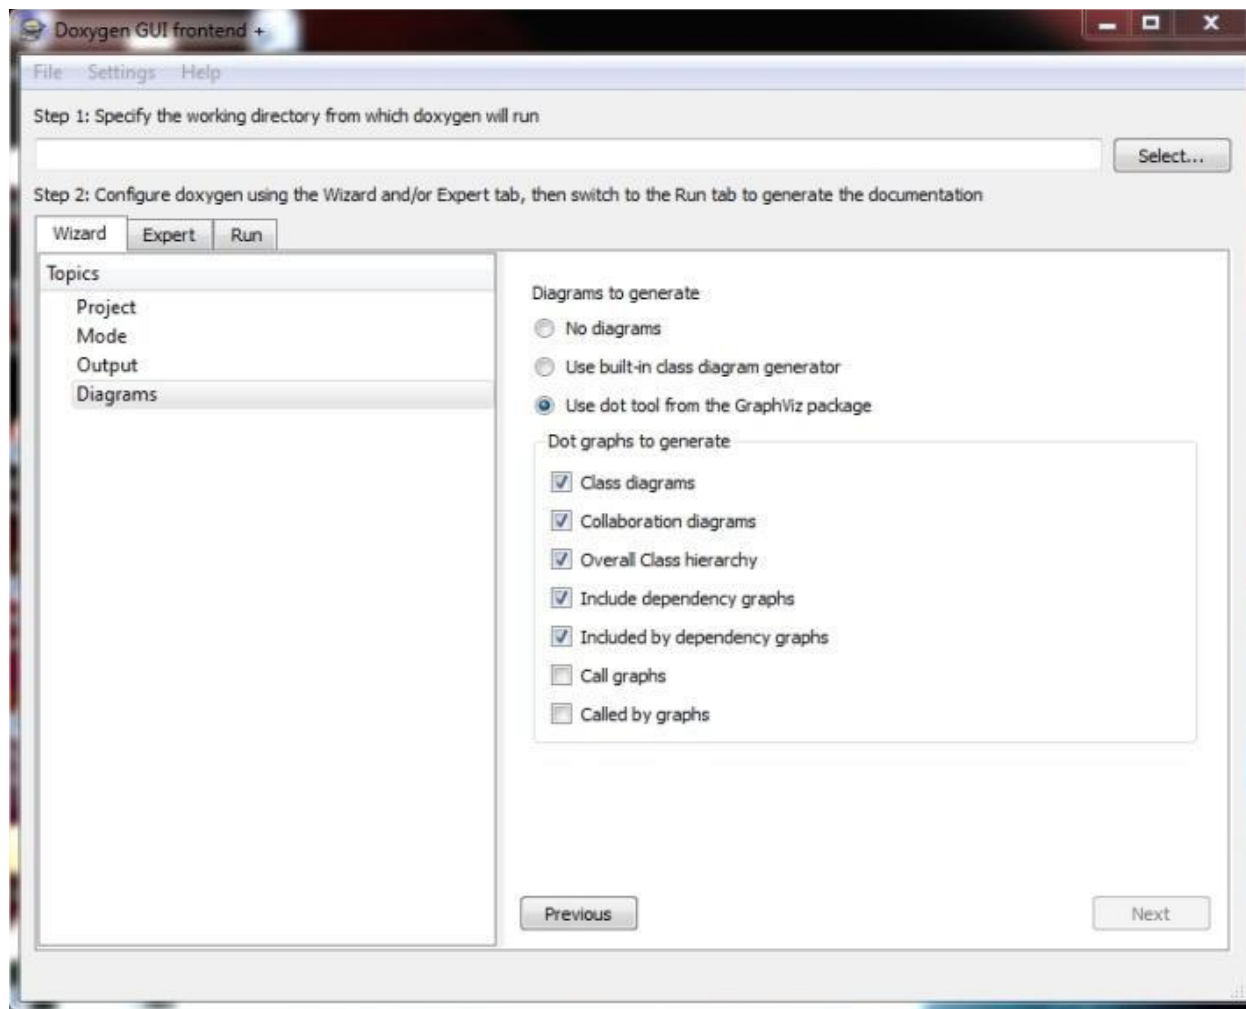 Doxygen GUI frontend +
File Settings Help
Step 1: Specify the working directory from which doxygen will run
Select...
Step 2: Configure doxygen using the Wizard and/or Expert tab, then switch to the Run tab to generate the documentation
Wizard Expert Run
Topics
Project
Mode
Output
Diagrams
Diagrams to generate
No diagrams
Use built-in class diagram generator
Use dot tool from the GraphViz package
Dot graphs to generate
Class diagrams
Collaboration diagrams
Overall Class hierarchy
Include dependency graphs
Included by dependency graphs
Call graphs
Called by graphs
Previous Next